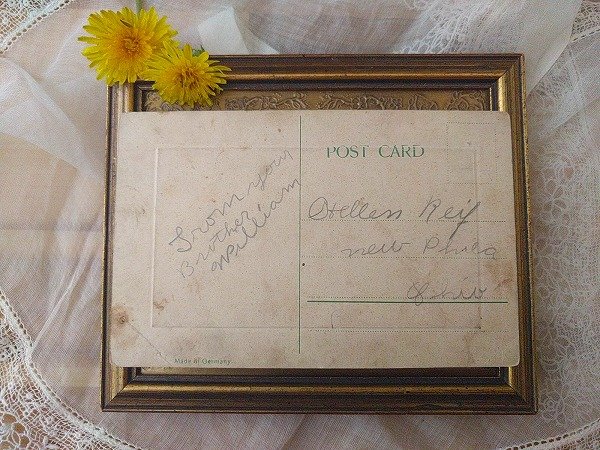 From your
Brother
William
POST CARD
Hellen Reif
new Phila
Ohio
Made in Germany.